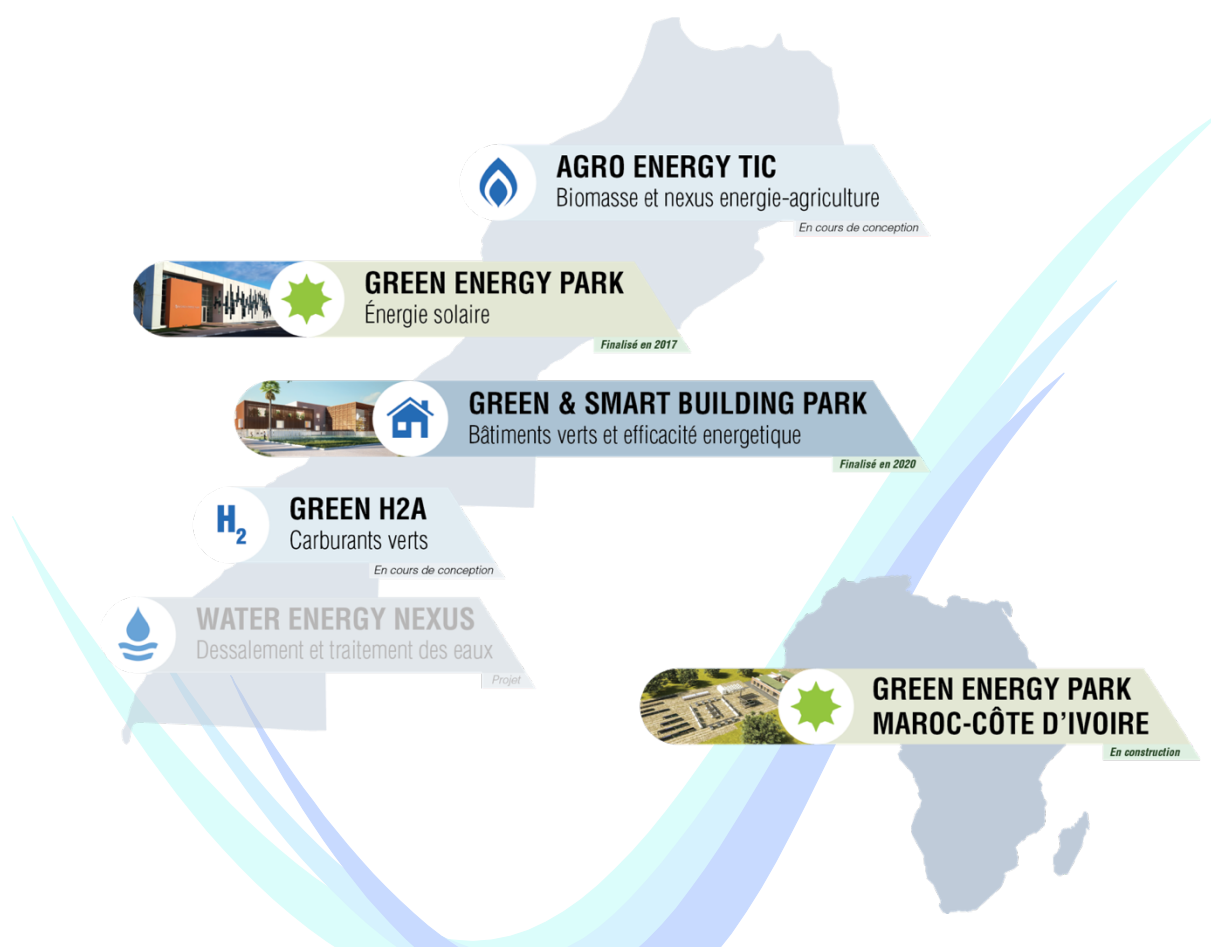 AGRO ENERGY TIC
Biomasse et nexus energie-agriculture
En cours de conception
GREEN ENERGY PARK
Énergie solaire
Finalisé en 2017
GREEN & SMART BUILDING PARK
Bâtiments verts et efficacité energetique
Finalisé en 2020
H2
GREEN H2A
Carburants verts
En cours de conception
WATER ENERGY NEXUS
Dessalement et traitement des eaux
Projet
GREEN ENERGY PARK
MAROC-CÔTE D’IVOIRE
En construction